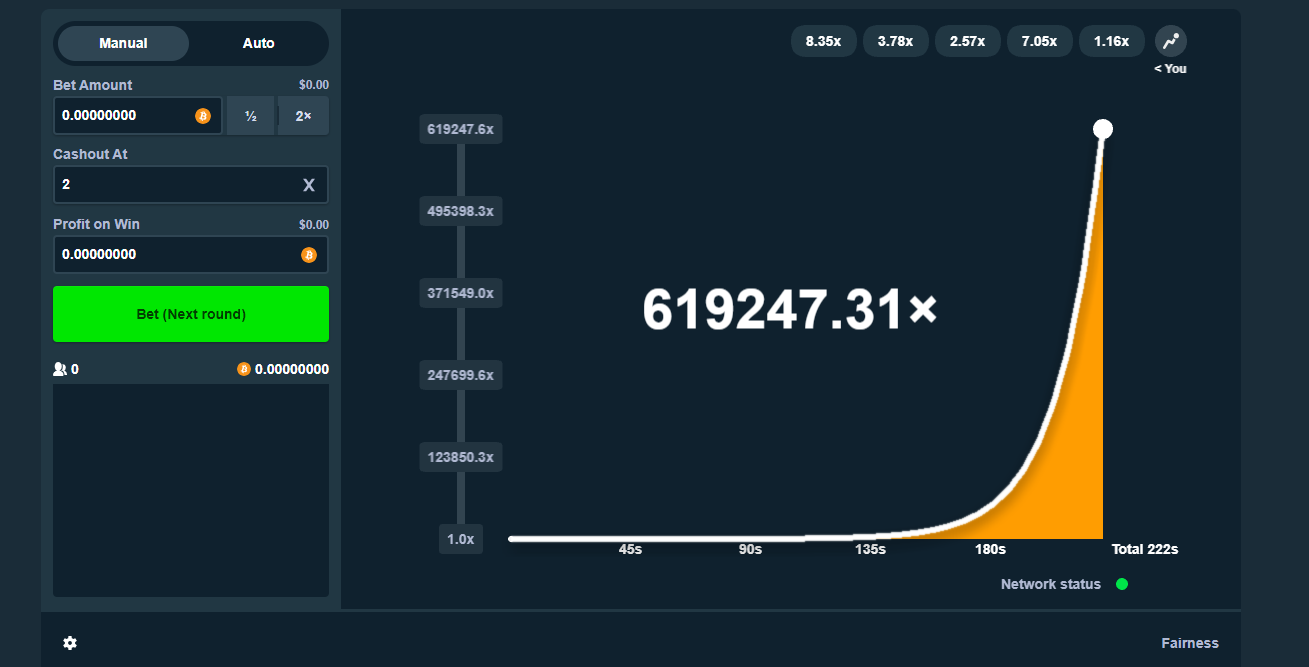 Manual Auto
Bet Amount $0.00
0.00000000 ½ 2×
Cashout At
2 X
Profit on Win $0.00
0.00000000
Bet (Next round)
0 0.00000000
8.35x 3.78x 2.57x 7.05x 1.16x
< You
619247.6x
495398.3x
371549.0x
247699.6x
123850.3x
1.0x
619247.31×
45s 90s 135s 180s Total 222s
Network status
Fairness